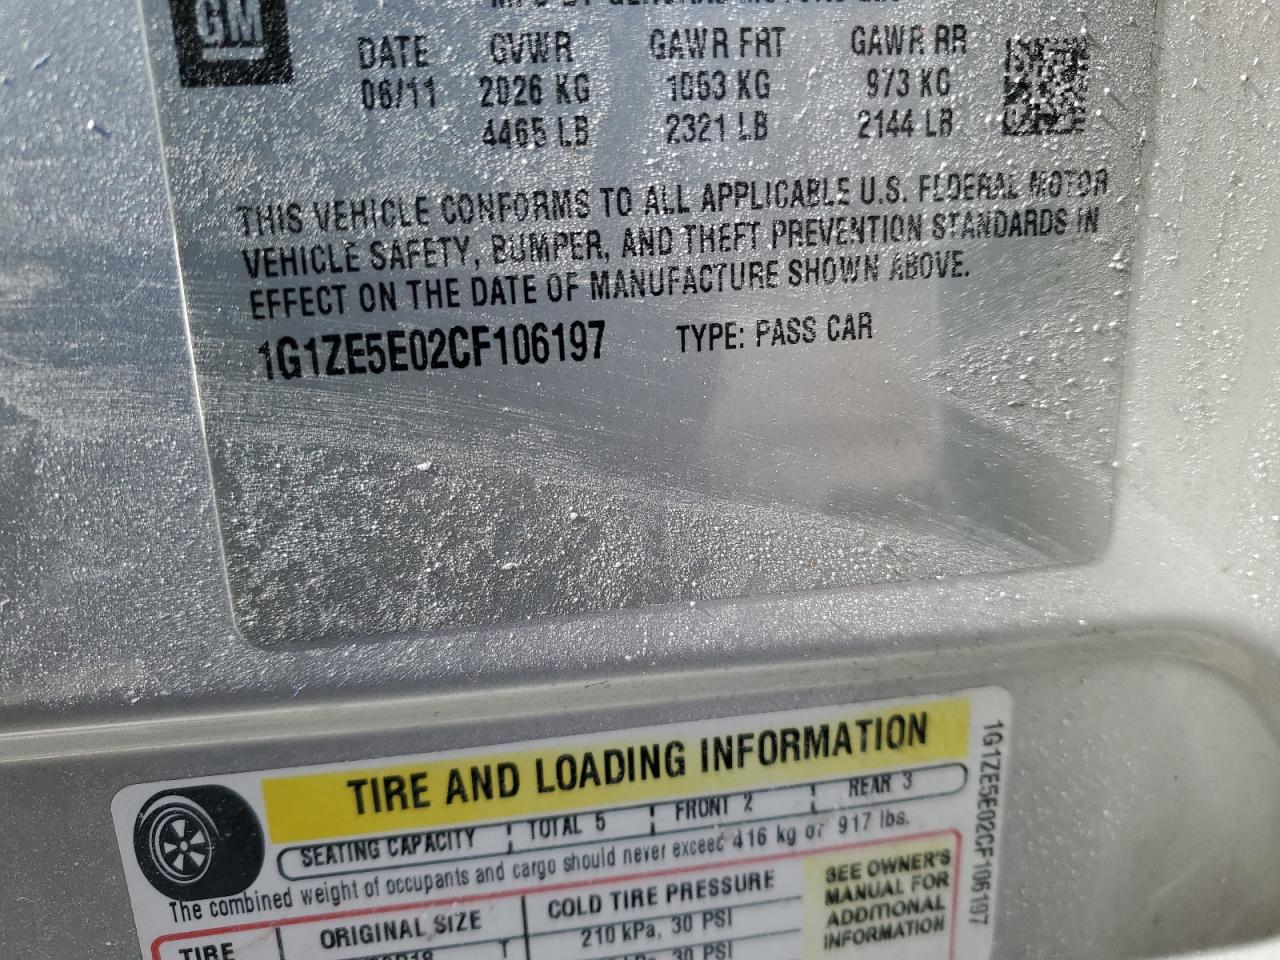 GM
DATE GVWR GAWR FRT GAWR RR
06/11 2026 KG 1053 KG 973 KG
4465 LB 2321 LB 2144 LB
THIS VEHICLE CONFORMS TO ALL APPLICABLE U.S. FEDERAL MOTOR
VEHICLE SAFETY, BUMPER, AND THEFT PREVENTION STANDARDS IN
EFFECT ON THE DATE OF MANUFACTURE SHOWN ABOVE.
1G1ZE5E02CF106197 TYPE: PASS CAR
TIRE AND LOADING INFORMATION
SEATING CAPACITY TOTAL 5 FRONT 2 REAR 3
The combined weight of occupants and cargo should never exceed 416 kg or 917 lbs.
TIRE ORIGINAL SIZE COLD TIRE PRESSURE
210 kPa, 30 PSI
30 PSI
SEE OWNER'S
MANUAL FOR
ADDITIONAL
INFORMATION
1G1ZE5E02CF106197